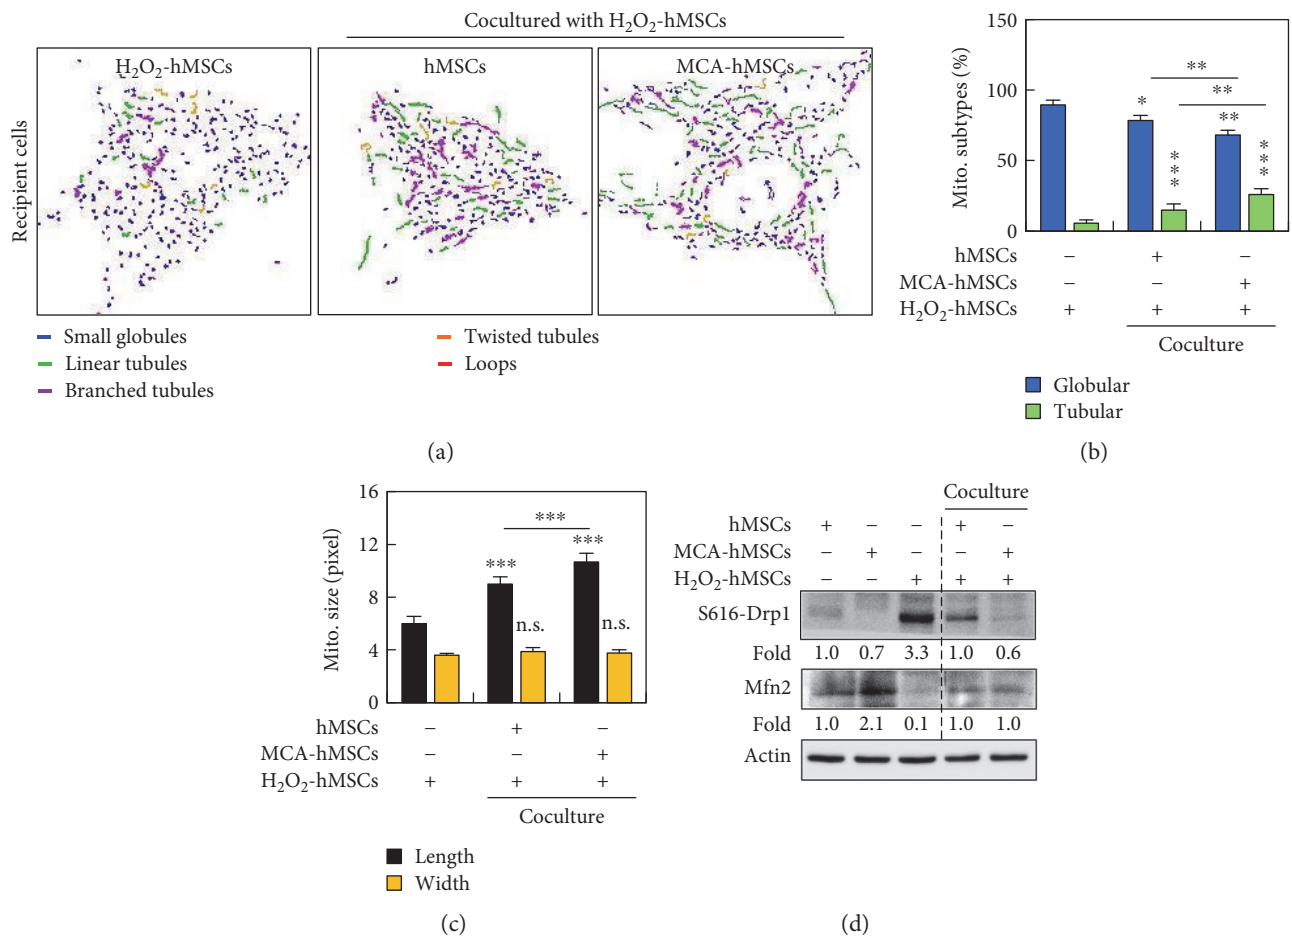 Cocultured with H₂O₂-hMSCs
H₂O₂-hMSCs
hMSCs
MCA-hMSCs
Recipient cells
Small globules
Linear tubules
Branched tubules
Twisted tubules
Loops
(a)
150
100
50
0
Mito. subtypes (%)
**
**
*
**
***
***
hMSCs − + −
MCA-hMSCs − − +
H₂O₂-hMSCs + + +
Coculture
Globular
Tubular
(b)
16
12
8
4
0
Mito. size (pixel)
***
***
***
n.s.
n.s.
hMSCs − + −
MCA-hMSCs − − +
H₂O₂-hMSCs + + +
Coculture
Length
Width
(c)
Coculture
hMSCs + − − + −
MCA-hMSCs − + − − +
H₂O₂-hMSCs − − + + +
S616-Drp1
Fold 1.0 0.7 3.3 1.0 0.6
Mfn2
Fold 1.0 2.1 0.1 1.0 1.0
Actin
(d)